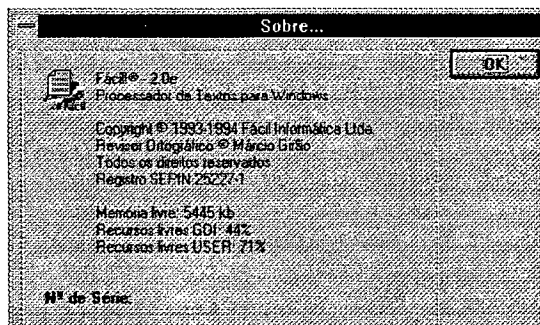 Sobre...
OK
Fácil® - 2.0e
Processador de Textos para Windows
Copyright © 1993-1994 Fácil Informática Ltda.
Revisor Ortográfico © Márcio Girão
Todos os direitos reservados
Registro SEPIN 25227-1
Memória livre: 5445 kb
Recursos livres GDI: 44%
Recursos livres USER: 71%
Nº de Série: